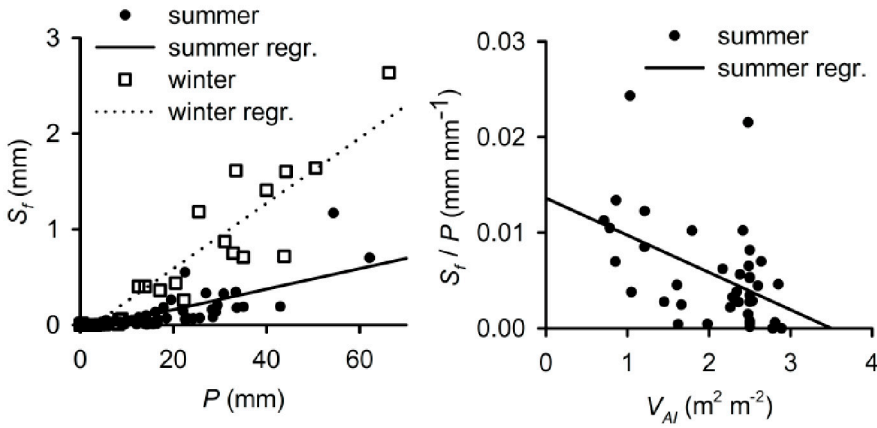 summer
summer regr.
winter
winter regr.
3
2
1
0
S_f (mm)
0 20 40 60
P (mm)
summer
summer regr.
0.03
0.02
0.01
0.00
S_f / P (mm mm⁻¹)
0 1 2 3 4
V_AI (m² m⁻²)